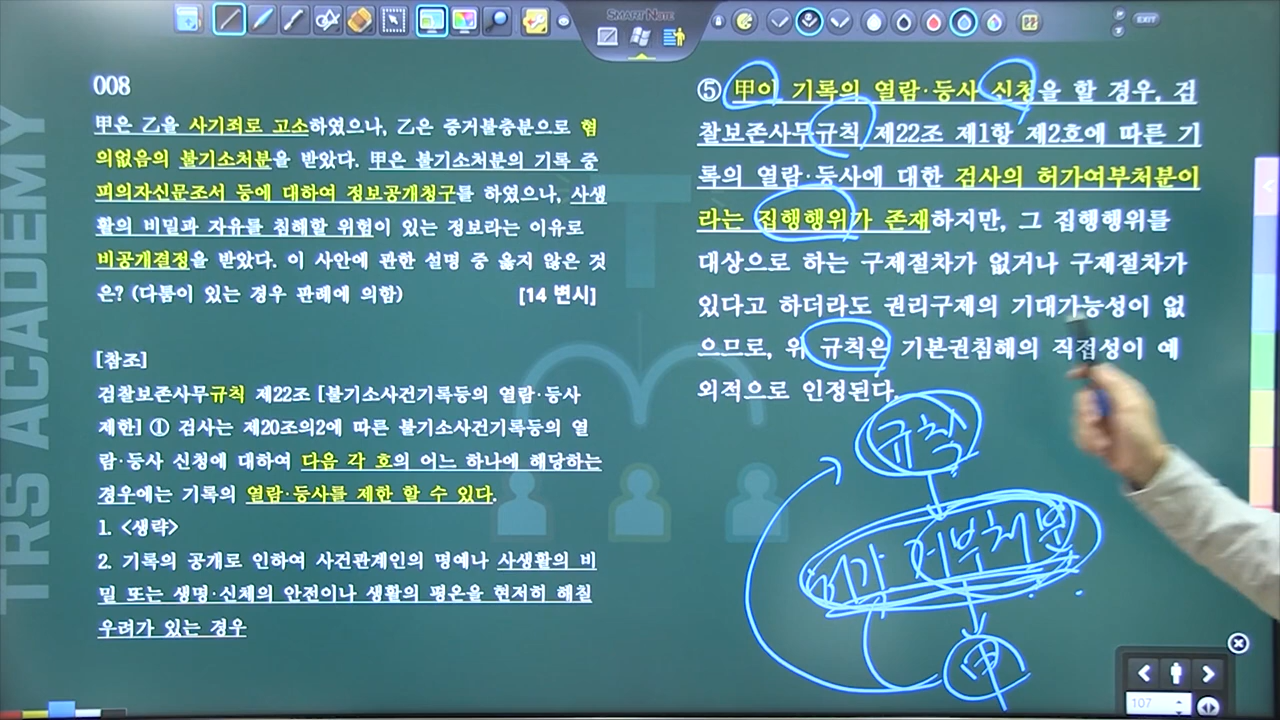 SMART NOTE
EXIT
TRS ACADEMY
008
甲은 乙을 사기죄로 고소하였으나, 乙은 증거불충분으로 혐
의없음의 불기소처분을 받았다. 甲은 불기소처분의 기록 중
피의자신문조서 등에 대하여 정보공개청구를 하였으나, 사생
활의 비밀과 자유를 침해할 위험이 있는 정보라는 이유로
비공개결정을 받았다. 이 사안에 관한 설명 중 옳지 않은 것
은? (다툼이 있는 경우 판례에 의함) [14 변시]
[참조]
검찰보존사무규칙 제22조 [불기소사건기록등의 열람·등사
제한] ① 검사는 제20조의2에 따른 불기소사건기록등의 열
람·등사 신청에 대하여 다음 각 호의 어느 하나에 해당하는
경우에는 기록의 열람·등사를 제한 할 수 있다.
1. <생략>
2. 기록의 공개로 인하여 사건관계인의 명예나 사생활의 비
밀 또는 생명·신체의 안전이나 생활의 평온을 현저히 해칠
우려가 있는 경우
⑤ 甲이 기록의 열람·등사 신청을 할 경우, 검
찰보존사무규칙 제22조 제1항 제2호에 따른 기
록의 열람·등사에 대한 검사의 허가여부처분이
라는 집행행위가 존재하지만, 그 집행행위를
대상으로 하는 구제절차가 없거나 구제절차가
있다고 하더라도 권리구제의 기대가능성이 없
으므로, 위 규칙은 기본권침해의 직접성이 예
외적으로 인정된다.
규칙
허가 여부처분
甲
107